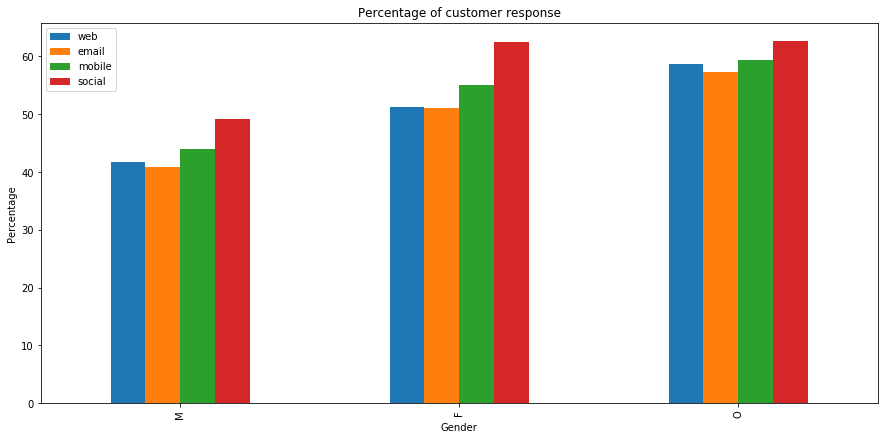 Percentage of customer response
web
email
mobile
social
Percentage
60
50
40
30
20
10
0
M
F
O
Gender